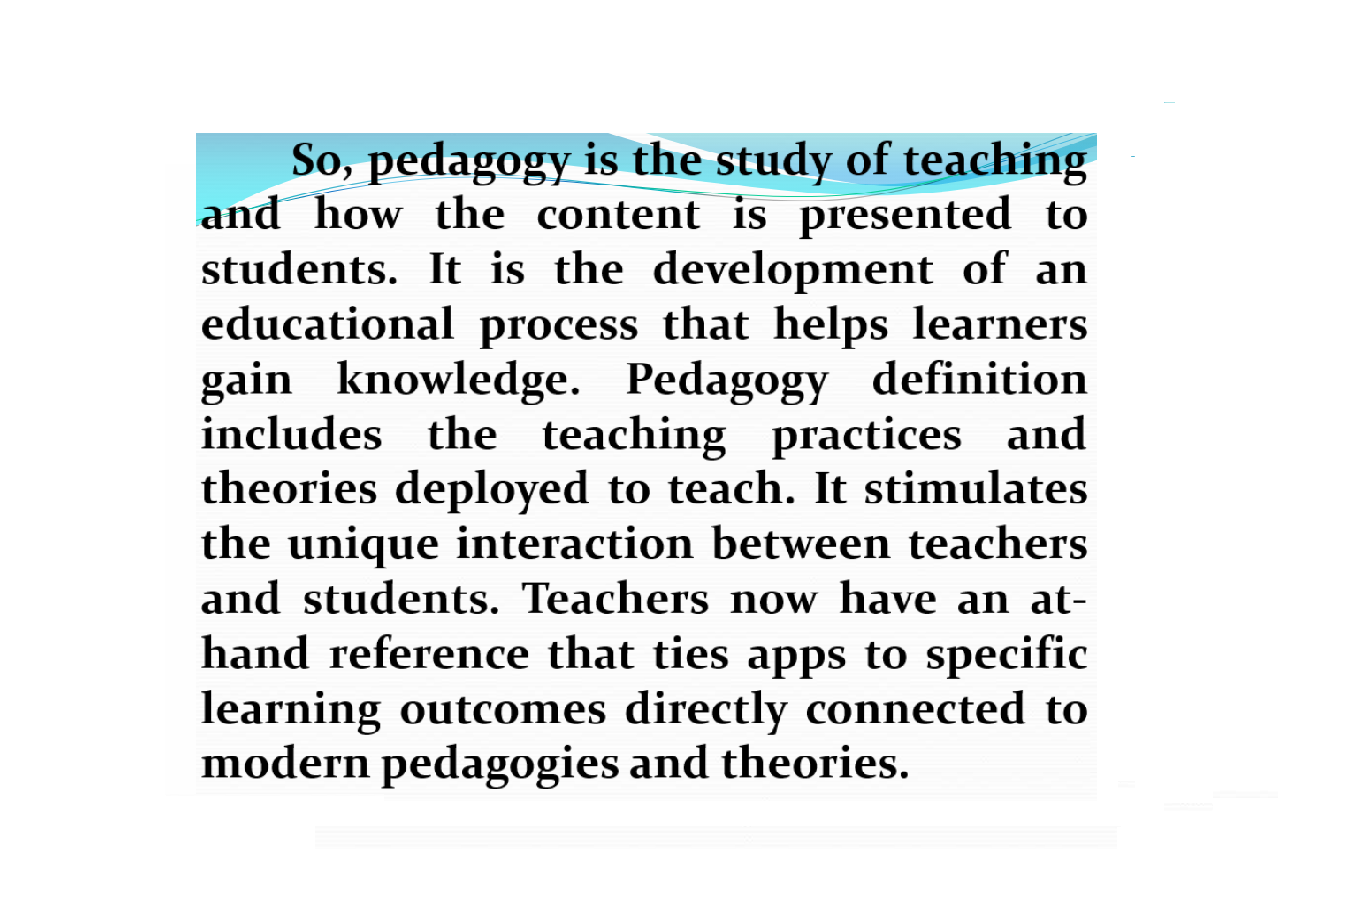 So, pedagogy is the study of teaching
and how the content is presented to
students. It is the development of an
educational process that helps learners
gain knowledge. Pedagogy definition
includes the teaching practices and
theories deployed to teach. It stimulates
the unique interaction between teachers
and students. Teachers now have an at-
hand reference that ties apps to specific
learning outcomes directly connected to
modern pedagogies and theories.